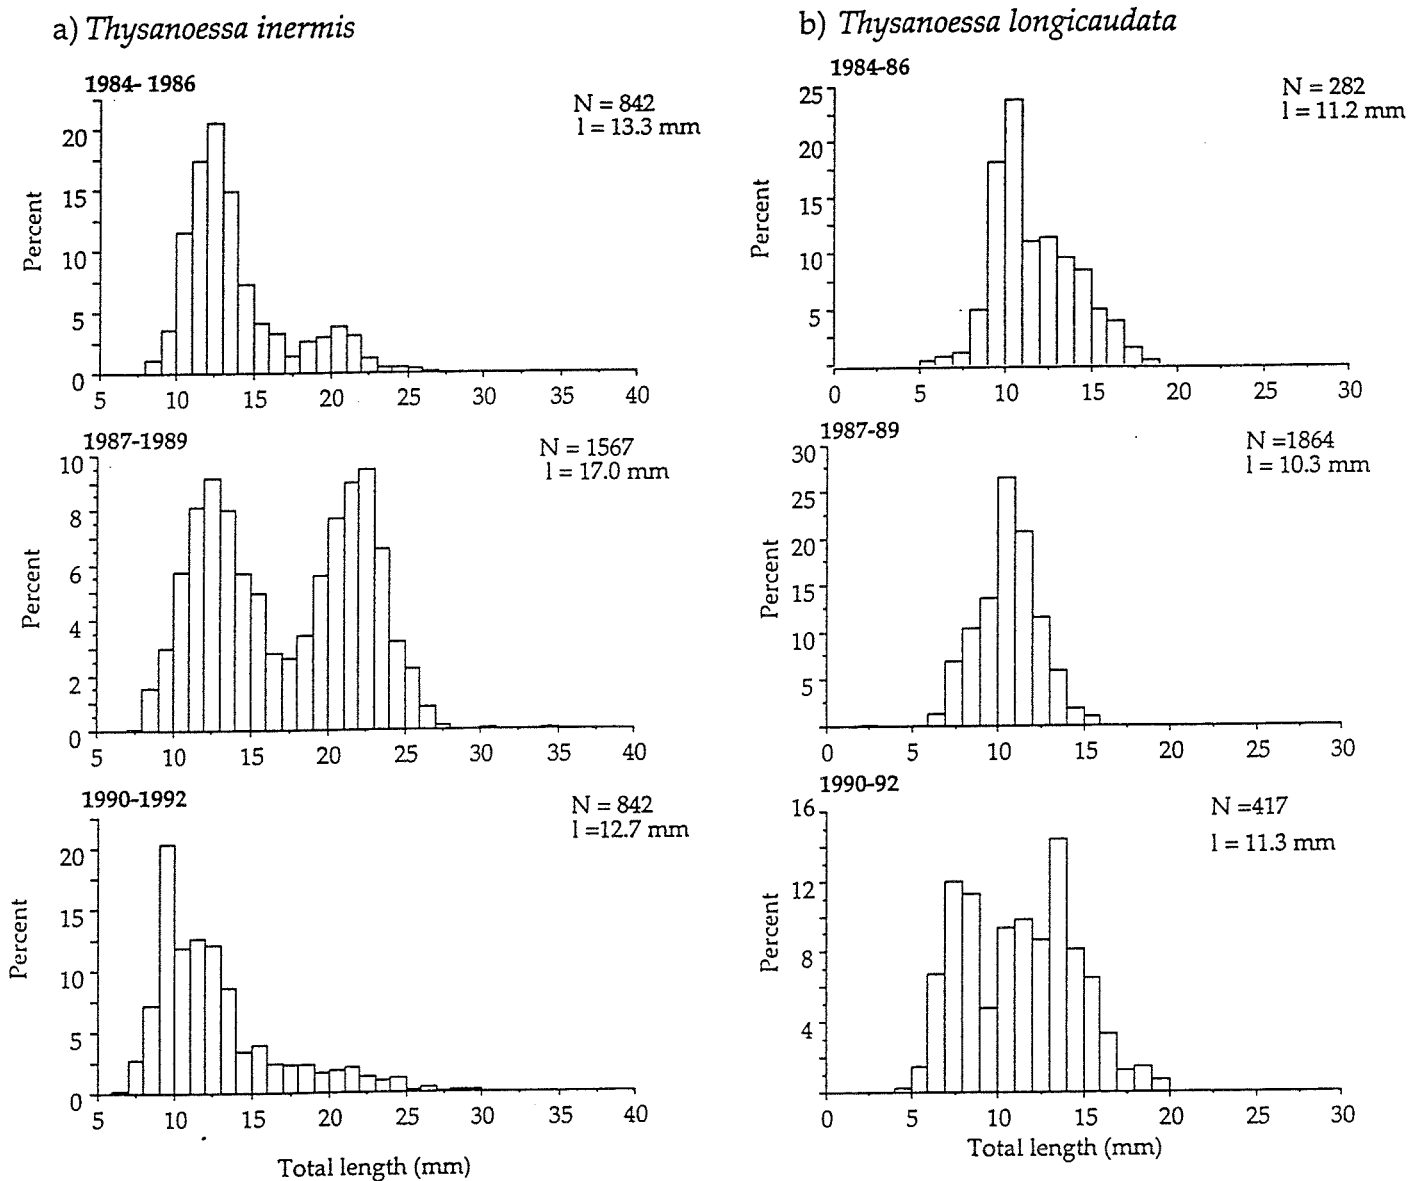 a) Thysanoessa inermis
1984- 1986
N = 842
l = 13.3 mm
Percent
20
15
10
5
0
5 10 15 20 25 30 35 40
1987-1989
N = 1567
l = 17.0 mm
Percent
10
8
6
4
2
0
5 10 15 20 25 30 35 40
1990-1992
N = 842
l =12.7 mm
Percent
20
15
10
5
0
5 10 15 20 25 30 35 40
Total length (mm)
b) Thysanoessa longicaudata
1984-86
N = 282
l = 11.2 mm
Percent
25
20
15
10
5
0 5 10 15 20 25 30
1987-89
N =1864
l = 10.3 mm
Percent
30
25
20
15
10
5
0 5 10 15 20 25 30
1990-92
N =417
l = 11.3 mm
Percent
16
12
8
4
0 5 10 15 20 25 30
Total length (mm)